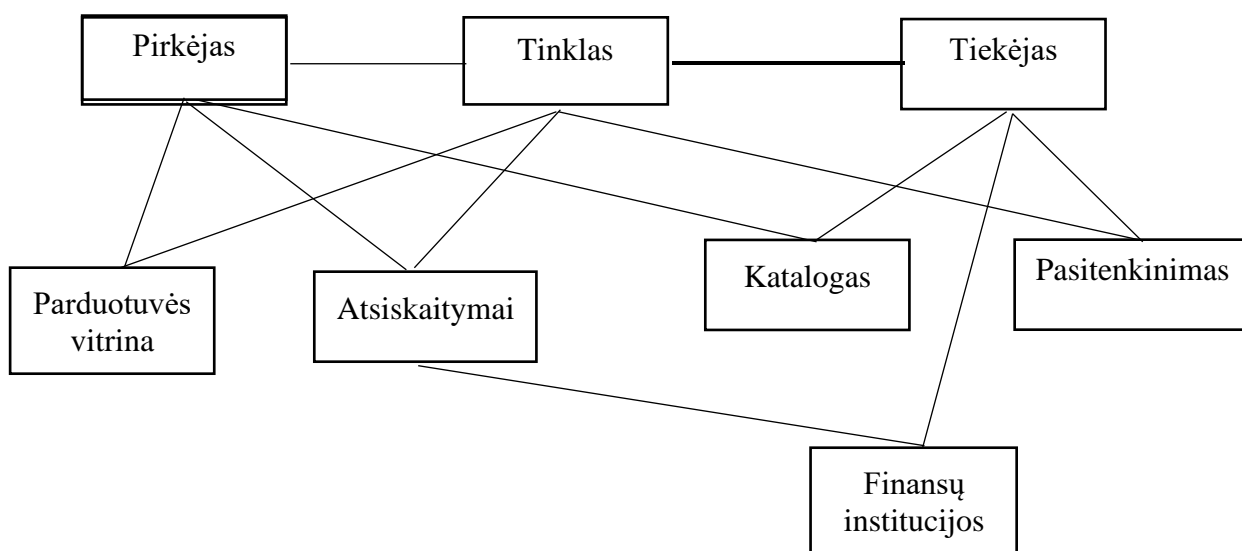 Pirkėjas
Tinklas
Tiekėjas
Parduotuvės
vitrina
Atsiskaitymai
Katalogas
Pasitenkinimas
Finansų
institucijos